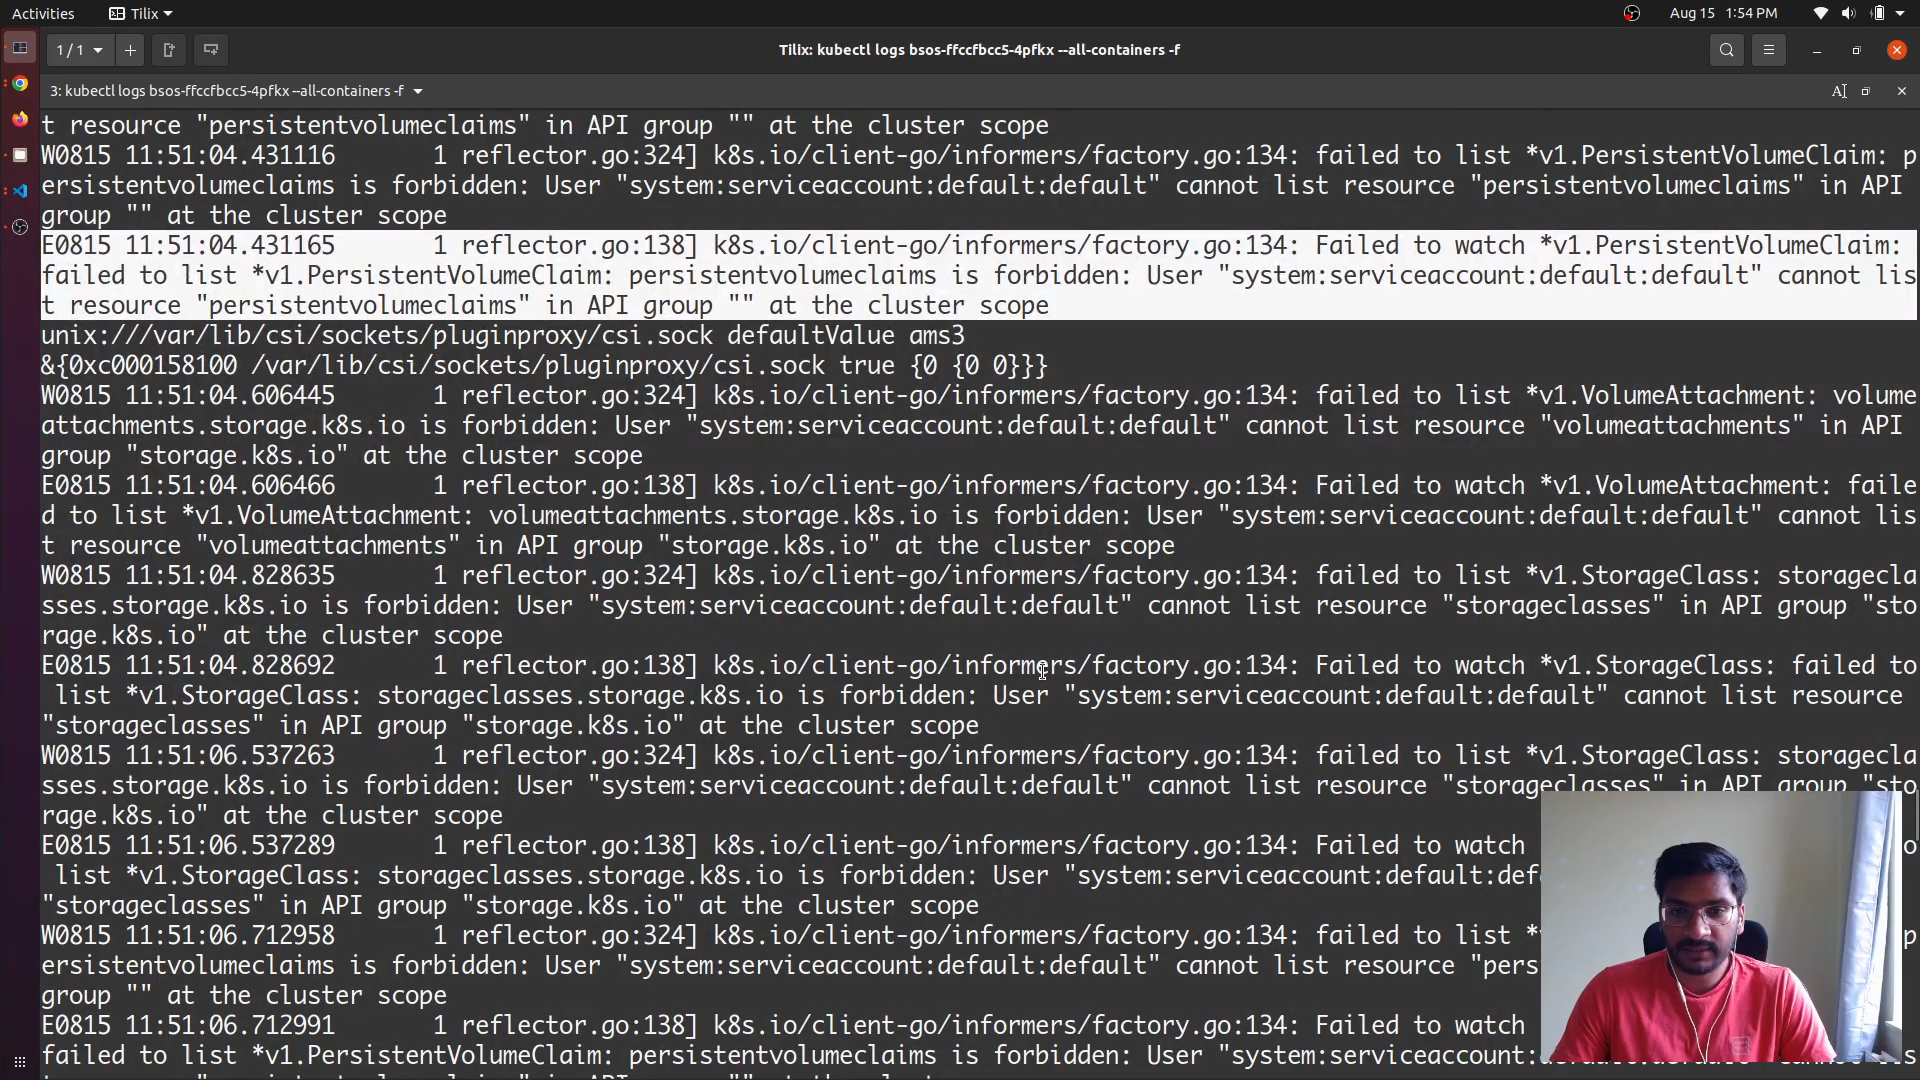 Activities Tilix Aug 15 1:54 PM
1 / 1 Tilix: kubectl logs bsos-ffccfbcc5-4pfkx --all-containers -f
3: kubectl logs bsos-ffccfbcc5-4pfkx --all-containers -f
t resource "persistentvolumeclaims" in API group "" at the cluster scope
W0815 11:51:04.431116 1 reflector.go:324] k8s.io/client-go/informers/factory.go:134: failed to list *v1.PersistentVolumeClaim: p
ersistentvolumeclaims is forbidden: User "system:serviceaccount:default:default" cannot list resource "persistentvolumeclaims" in API
group "" at the cluster scope
E0815 11:51:04.431165 1 reflector.go:138] k8s.io/client-go/informers/factory.go:134: Failed to watch *v1.PersistentVolumeClaim:
failed to list *v1.PersistentVolumeClaim: persistentvolumeclaims is forbidden: User "system:serviceaccount:default:default" cannot lis
t resource "persistentvolumeclaims" in API group "" at the cluster scope
unix:///var/lib/csi/sockets/pluginproxy/csi.sock defaultValue ams3
&{0xc000158100 /var/lib/csi/sockets/pluginproxy/csi.sock true {0 {0 0}}}
W0815 11:51:04.606445 1 reflector.go:324] k8s.io/client-go/informers/factory.go:134: failed to list *v1.VolumeAttachment: volume
attachments.storage.k8s.io is forbidden: User "system:serviceaccount:default:default" cannot list resource "volumeattachments" in API
group "storage.k8s.io" at the cluster scope
E0815 11:51:04.606466 1 reflector.go:138] k8s.io/client-go/informers/factory.go:134: Failed to watch *v1.VolumeAttachment: faile
d to list *v1.VolumeAttachment: volumeattachments.storage.k8s.io is forbidden: User "system:serviceaccount:default:default" cannot lis
t resource "volumeattachments" in API group "storage.k8s.io" at the cluster scope
W0815 11:51:04.828635 1 reflector.go:324] k8s.io/client-go/informers/factory.go:134: failed to list *v1.StorageClass: storagecla
sses.storage.k8s.io is forbidden: User "system:serviceaccount:default:default" cannot list resource "storageclasses" in API group "sto
rage.k8s.io" at the cluster scope
E0815 11:51:04.828692 1 reflector.go:138] k8s.io/client-go/informers/factory.go:134: Failed to watch *v1.StorageClass: failed to
list *v1.StorageClass: storageclasses.storage.k8s.io is forbidden: User "system:serviceaccount:default:default" cannot list resource
"storageclasses" in API group "storage.k8s.io" at the cluster scope
W0815 11:51:06.537263 1 reflector.go:324] k8s.io/client-go/informers/factory.go:134: failed to list *v1.StorageClass: storagecla
sses.storage.k8s.io is forbidden: User "system:serviceaccount:default:default" cannot list resource "storageclasses" in API group "sto
rage.k8s.io" at the cluster scope
E0815 11:51:06.537289 1 reflector.go:138] k8s.io/client-go/informers/factory.go:134: Failed to watch o
list *v1.StorageClass: storageclasses.storage.k8s.io is forbidden: User "system:serviceaccount:default:def
"storageclasses" in API group "storage.k8s.io" at the cluster scope
W0815 11:51:06.712958 1 reflector.go:324] k8s.io/client-go/informers/factory.go:134: failed to list * p
ersistentvolumeclaims is forbidden: User "system:serviceaccount:default:default" cannot list resource "pers
group "" at the cluster scope
E0815 11:51:06.712991 1 reflector.go:138] k8s.io/client-go/informers/factory.go:134: Failed to watch
failed to list *v1.PersistentVolumeClaim: persistentvolumeclaims is forbidden: User "system:serviceaccount: